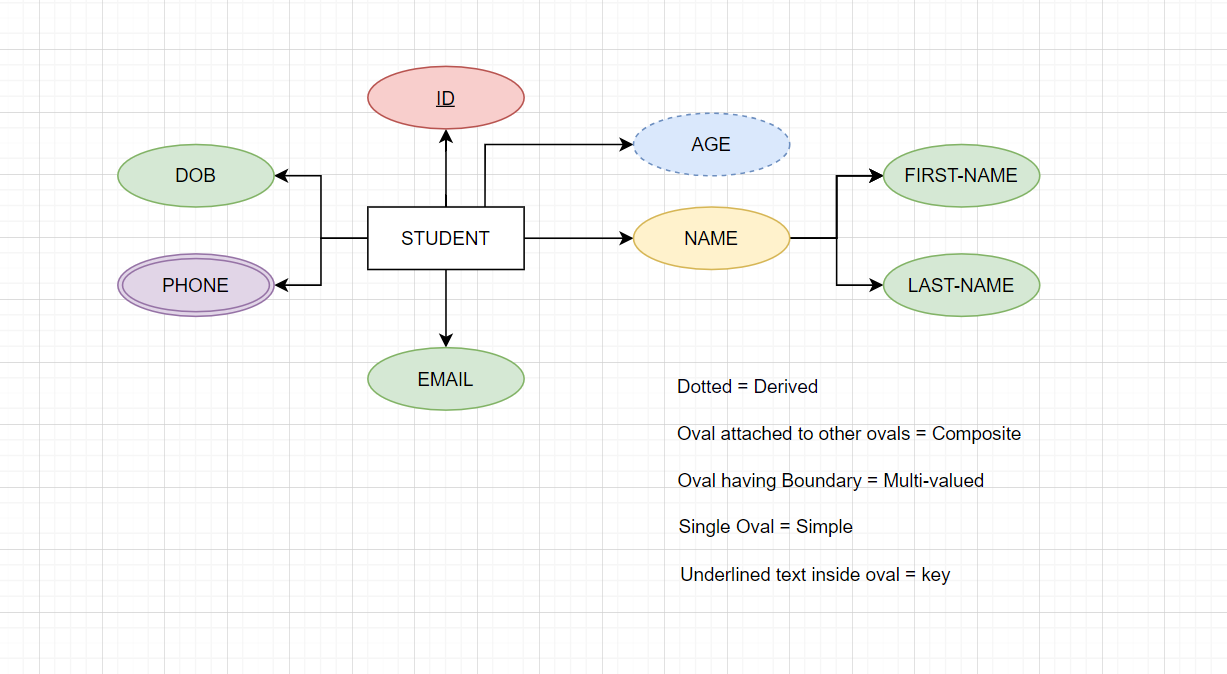 ID
AGE
DOB
FIRST-NAME
STUDENT
NAME
PHONE
LAST-NAME
EMAIL
Dotted = Derived
Oval attached to other ovals = Composite
Oval having Boundary = Multi-valued
Single Oval = Simple
Underlined text inside oval = key